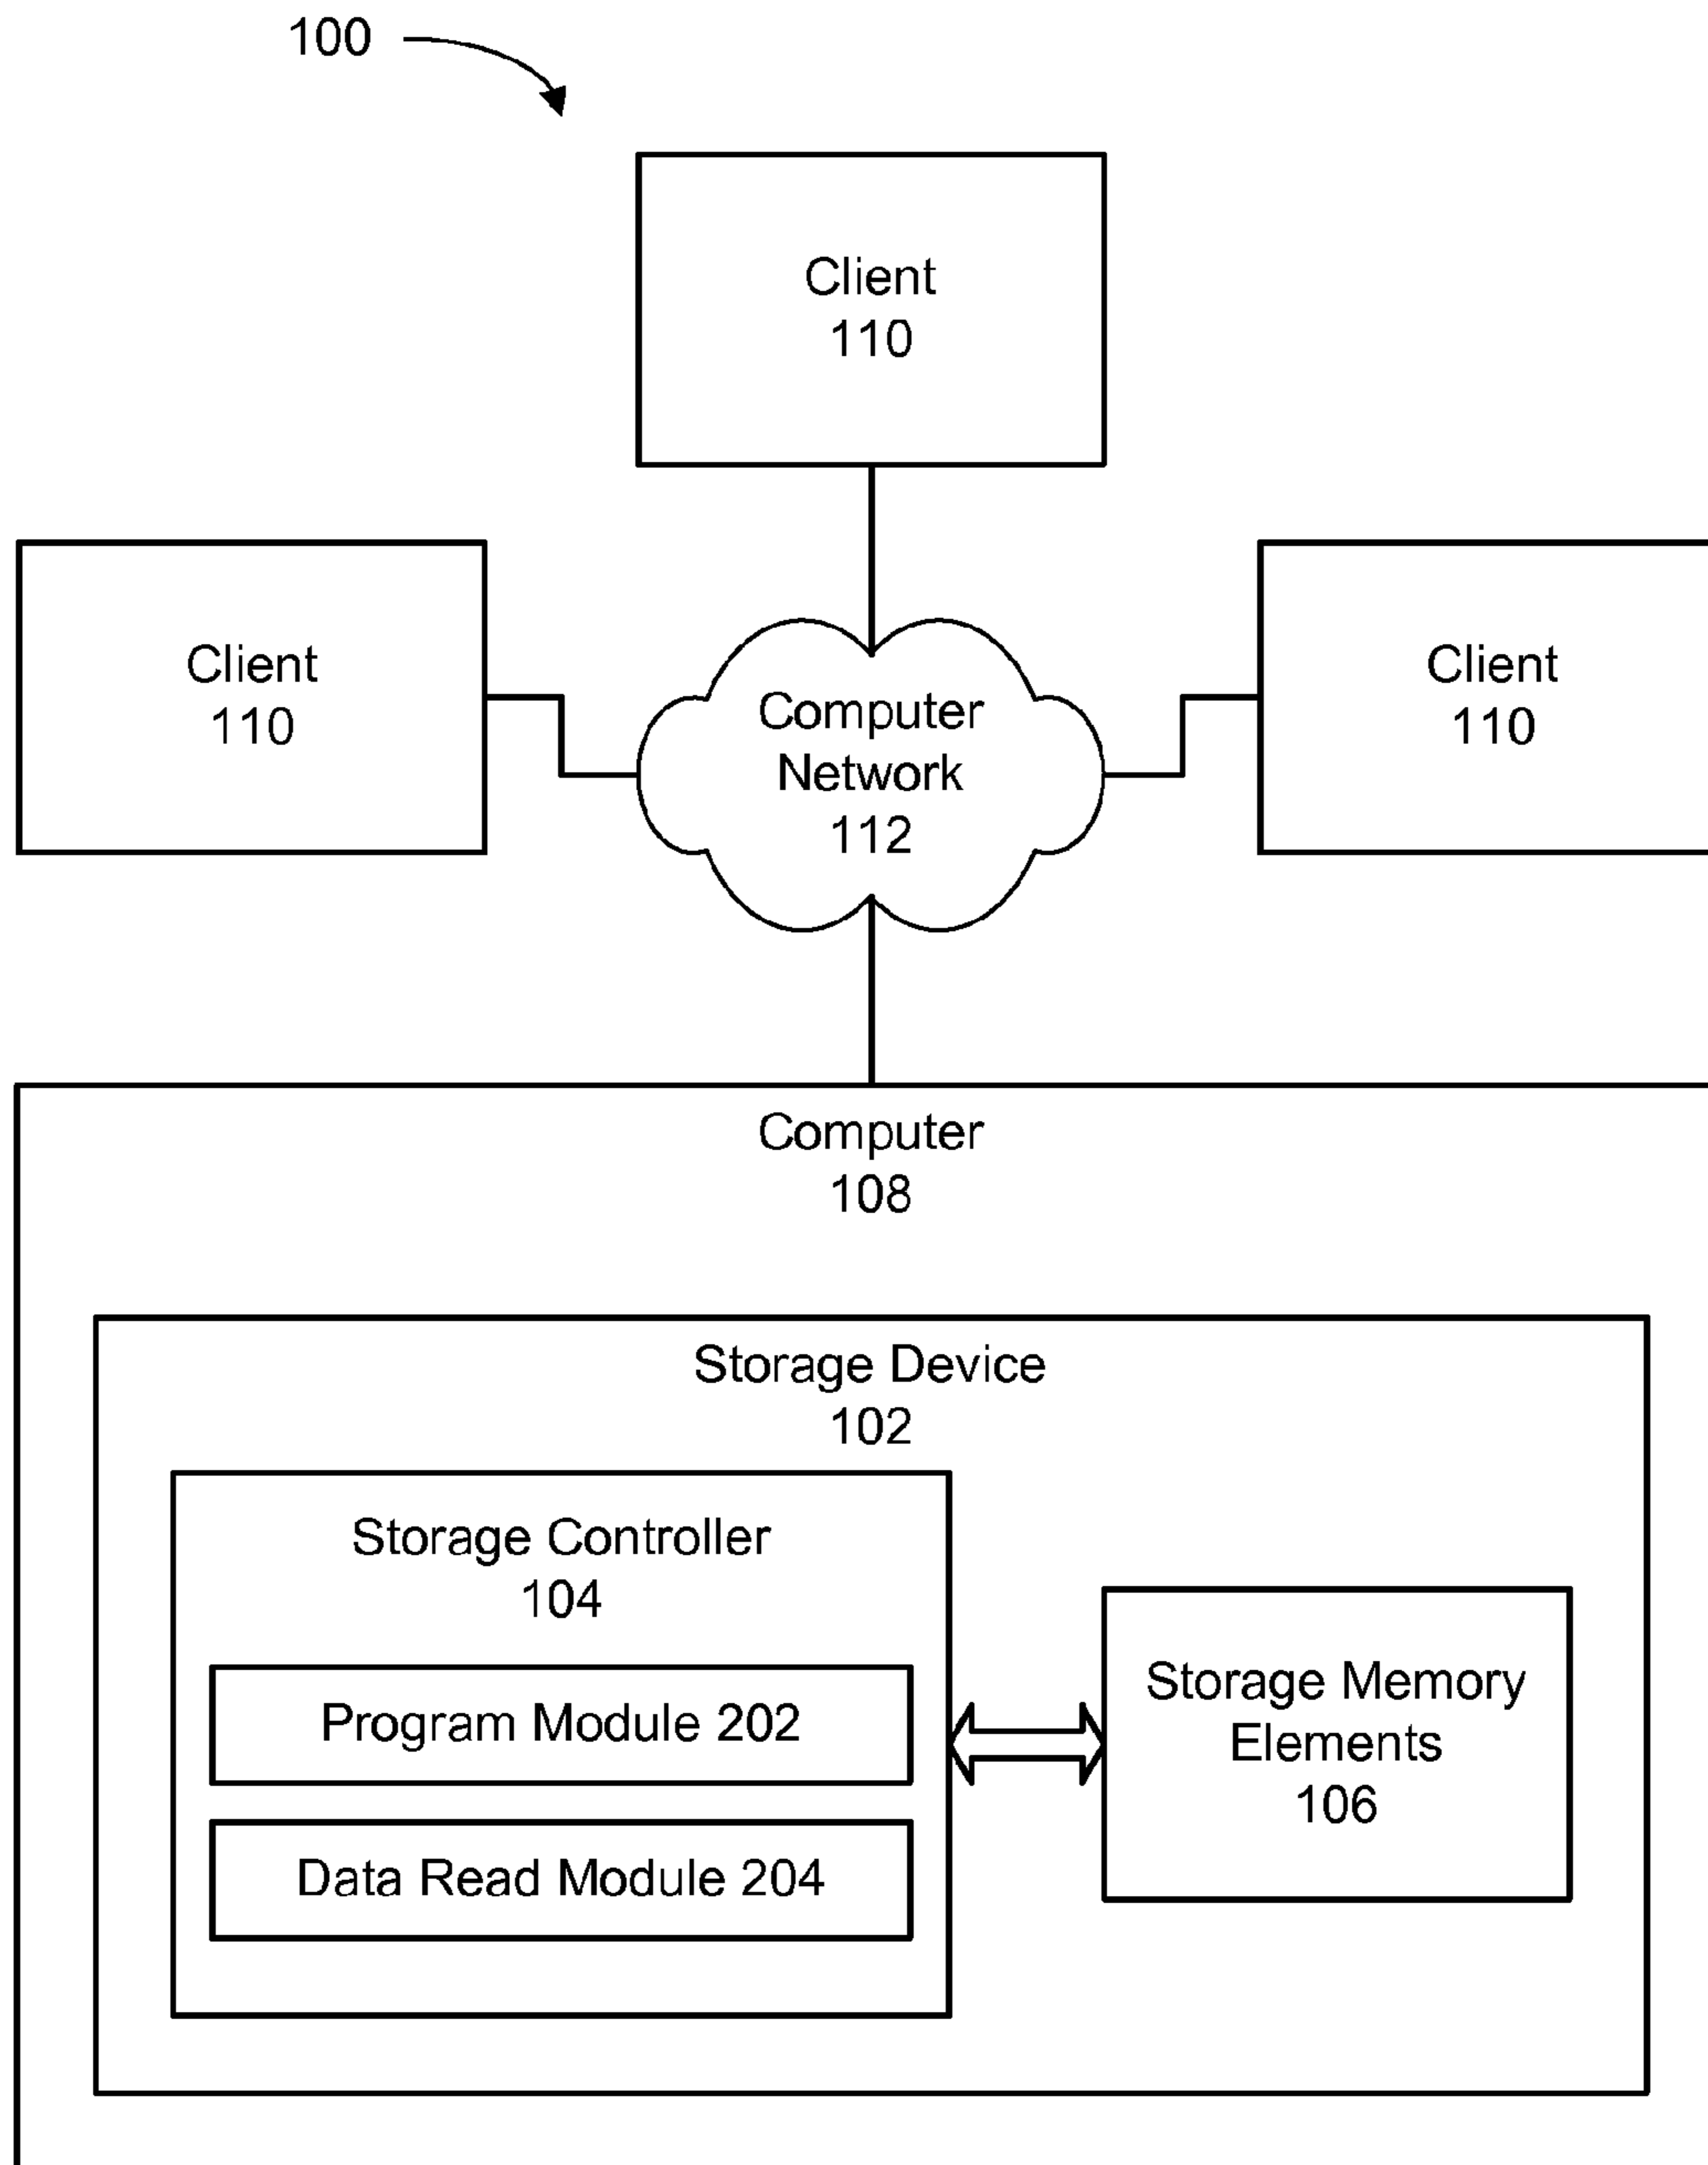 100
Client
110
Client
110
Client
110
Computer
Network
112
Computer
108
Storage Device
102
Storage Controller
104
Program Module 202
Data Read Module 204
Storage Memory
Elements
106